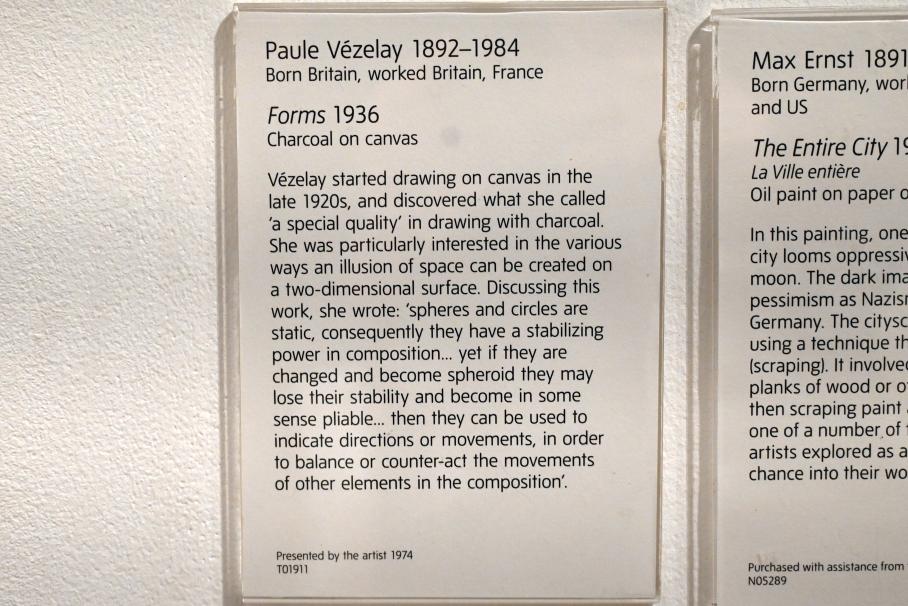 Paule Vézelay 1892–1984
Born Britain, worked Britain, France
Forms 1936
Charcoal on canvas
Vézelay started drawing on canvas in the
late 1920s, and discovered what she called
‘a special quality’ in drawing with charcoal.
She was particularly interested in the various
ways an illusion of space can be created on
a two-dimensional surface. Discussing this
work, she wrote: ‘spheres and circles are
static, consequently they have a stabilizing
power in composition... yet if they are
changed and become spheroid they may
lose their stability and become in some
sense pliable... then they can be used to
indicate directions or movements, in order
to balance or counter-act the movements
of other elements in the composition’.
Presented by the artist 1974
T01911
Max Ernst 1891
Born Germany,
and US
The Entire City
La Ville entière
Oil paint on paper
In this painting, one
city looms
moon. The dark
pessimism as
Germany. The
using a technique
(scraping). It
planks of wood or
then scraping paint
one of a number of
artists explored as a
chance into their
Purchased with assistance from
N05289